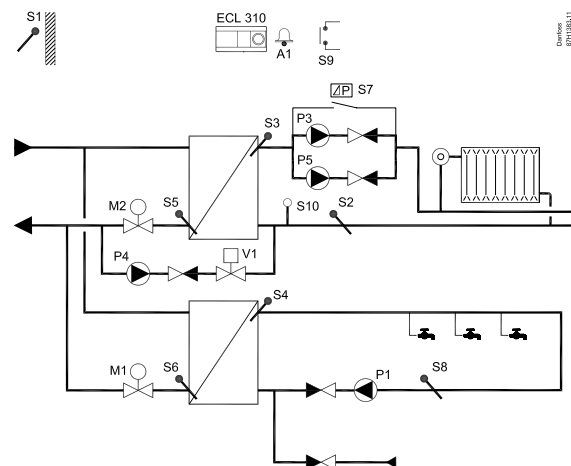 S1
ECL 310
A1
S9
Danfoss
87H1383.11
P
S7
P3
S3
P5
M2
S5
S10
S2
P4
V1
S4
M1
S6
P1
S8